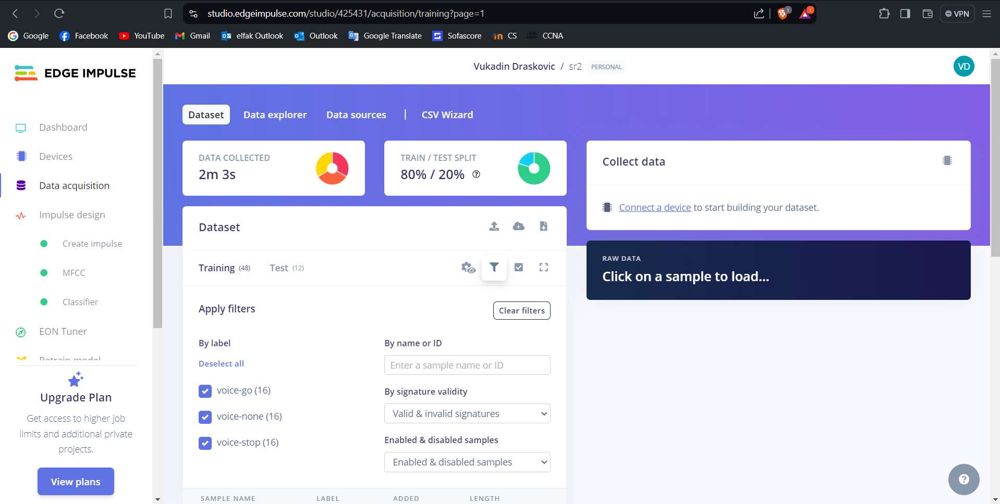 studio.edgeimpulse.com/studio/425431/acquisition/training?page=1
1
1
VPN
Google
Facebook
YouTube
Gmail
elfak Outlook
Outlook
Google Translate
Sofascore
CS
CCNA
EDGE IMPULSE
Vukadin Draskovic / sr2 PERSONAL
VD
Dashboard
Devices
Data acquisition
Impulse design
Create impulse
MFCC
Classifier
EON Tuner
Retrain model
Upgrade Plan
Get access to higher job
limits and additional private
projects.
View plans
Dataset
Data explorer
Data sources
|
CSV Wizard
DATA COLLECTED
2m 3s
TRAIN / TEST SPLIT
80% / 20%
Collect data
Connect a device to start building your dataset.
RAW DATA
Click on a sample to load...
Dataset
Training (48)
Test (12)
Apply filters
Clear filters
By label
Deselect all
voice-go (16)
voice-none (16)
voice-stop (16)
By name or ID
Enter a sample name or ID
By signature validity
Valid & invalid signatures
Enabled & disabled samples
Enabled & disabled samples
SAMPLE NAME
LABEL
ADDED
LENGTH